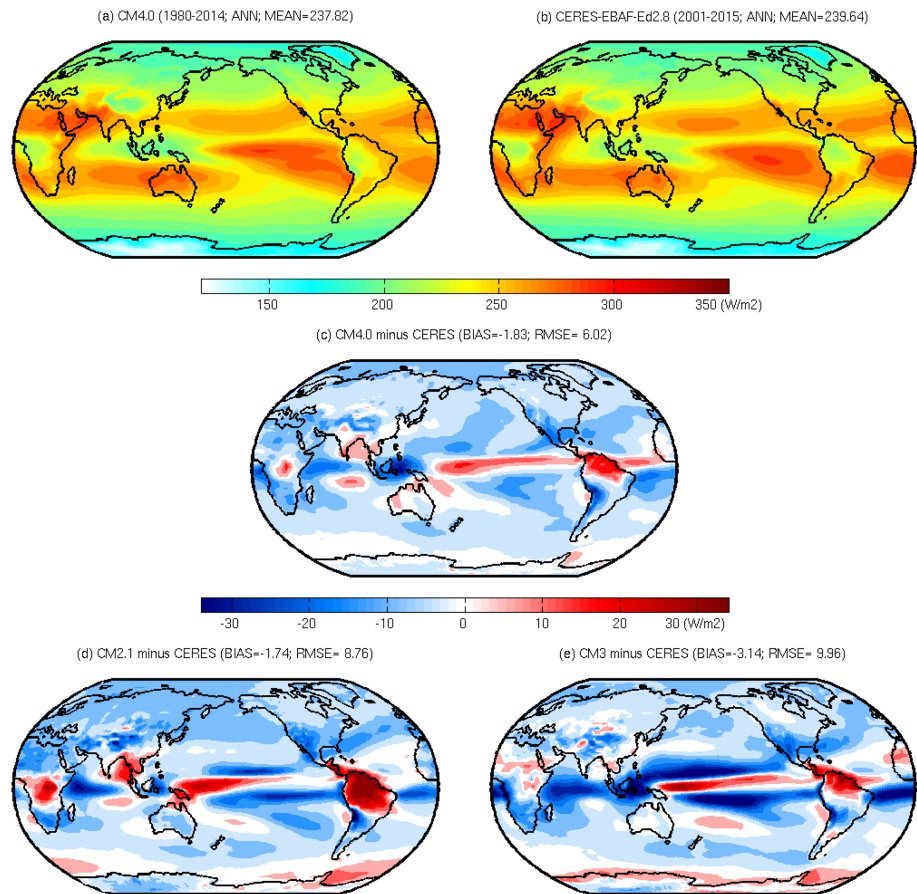 (a) CM4.0 (1980-2014; ANN; MEAN=237.82)
(b) CERES-EBAF-Ed2.8 (2001-2015; ANN; MEAN=239.64)
150 200 250 300 350 (W/m2)
(c) CM4.0 minus CERES (BIAS=-1.83; RMSE= 6.02)
-30 -20 -10 0 10 20 30 (W/m2)
(d) CM2.1 minus CERES (BIAS=-1.74; RMSE= 8.76)
(e) CM3 minus CERES (BIAS=-3.14; RMSE= 9.96)